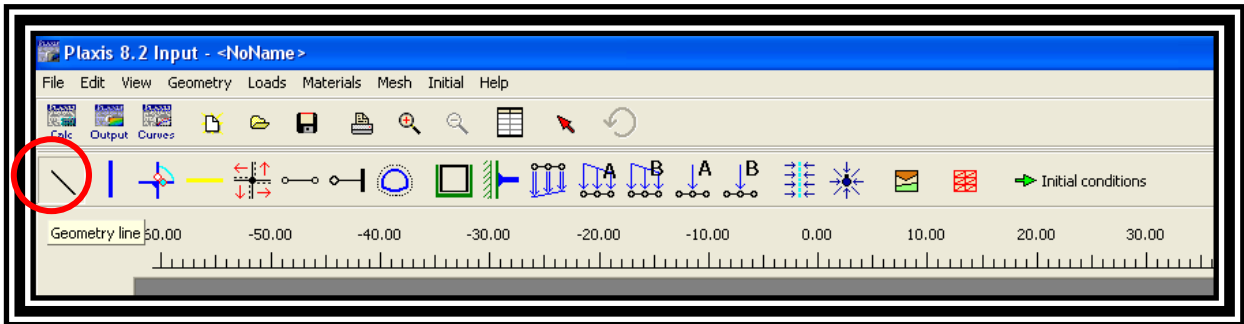 Plaxis 8.2 Input - <NoName>
File Edit View Geometry Loads Materials Mesh Initial Help
Calc Output Curves
A B A B Initial conditions
Geometry line 60.00 -50.00 -40.00 -30.00 -20.00 -10.00 0.00 10.00 20.00 30.00